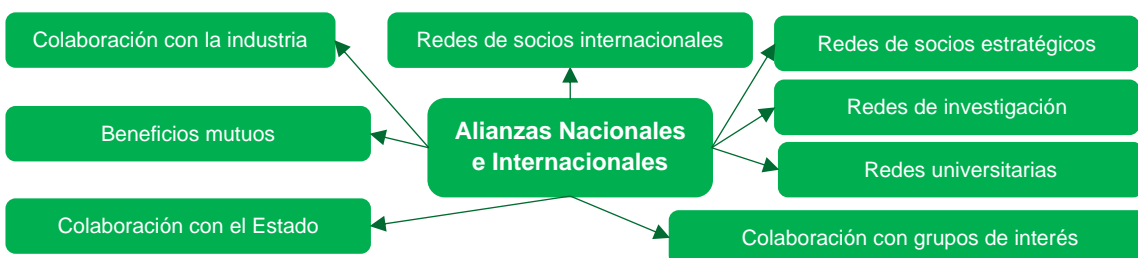 Colaboración con la industria
Redes de socios internacionales
Redes de socios estratégicos
Beneficios mutuos
Alianzas Nacionales
e Internacionales
Redes de investigación
Redes universitarias
Colaboración con el Estado
Colaboración con grupos de interés